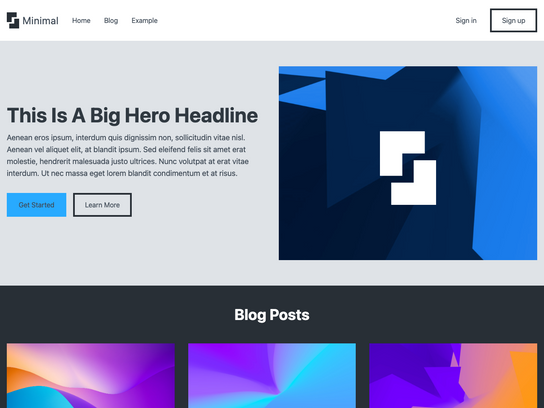 Minimal
Home
Blog
Example
Sign in
Sign up
This Is A Big Hero Headline
Aenean eros ipsum, interdum quis dignissim non, sollicitudin vitae nisl.
Aenean vel aliquet elit, at blandit ipsum. Sed eleifend felis sit amet erat
molestie, hendrerit malesuada justo ultrices. Nunc volutpat at erat vitae
interdum. Ut nec massa eget lorem blandit condimentum et at risus.
Get Started
Learn More
Blog Posts